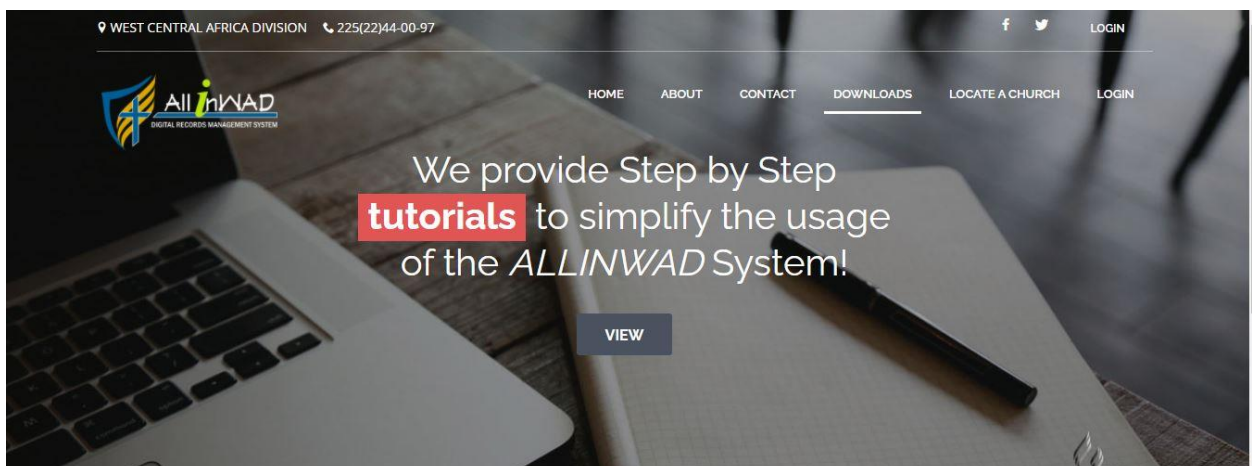 WEST CENTRAL AFRICA DIVISION 225(22)44-00-97 LOGIN
All inWAD
DIGITAL RECORDS MANAGEMENT SYSTEM
HOME ABOUT CONTACT DOWNLOADS LOCATE A CHURCH LOGIN
We provide Step by Step
tutorials to simplify the usage
of the ALLINWAD System!
VIEW